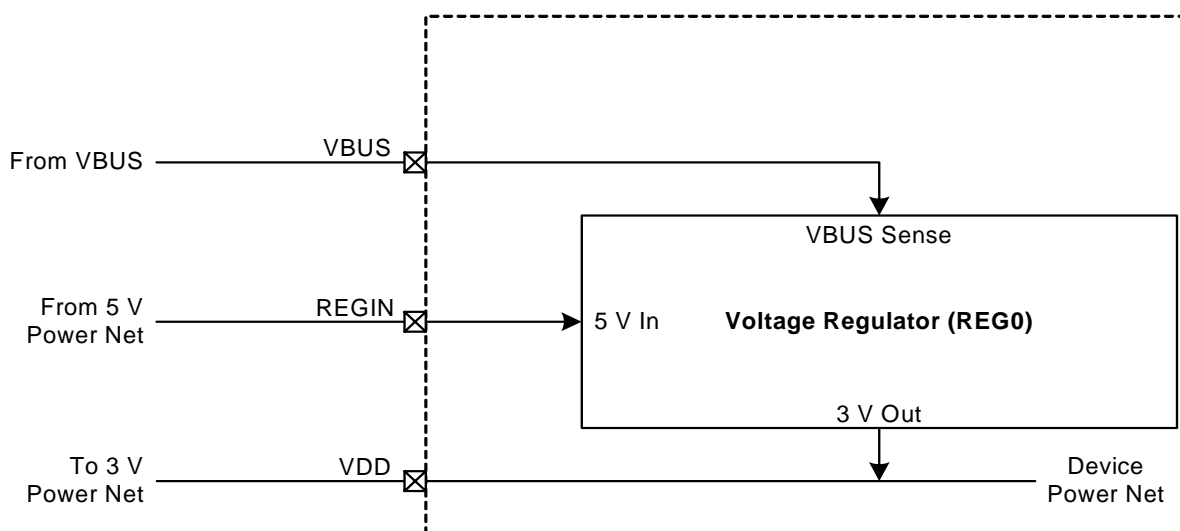 From VBUS
VBUS
VBUS Sense
From 5 V
Power Net
REGIN
5 V In
Voltage Regulator (REG0)
3 V Out
To 3 V
Power Net
VDD
Device
Power Net